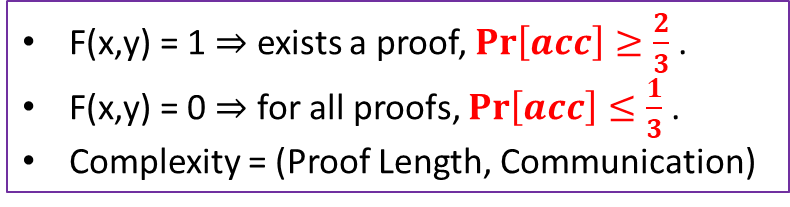 • F(x,y) = 1 ⇒ exists a proof, Pr[acc] ≥ 2/3 .
• F(x,y) = 0 ⇒ for all proofs, Pr[acc] ≤ 1/3 .
• Complexity = (Proof Length, Communication)